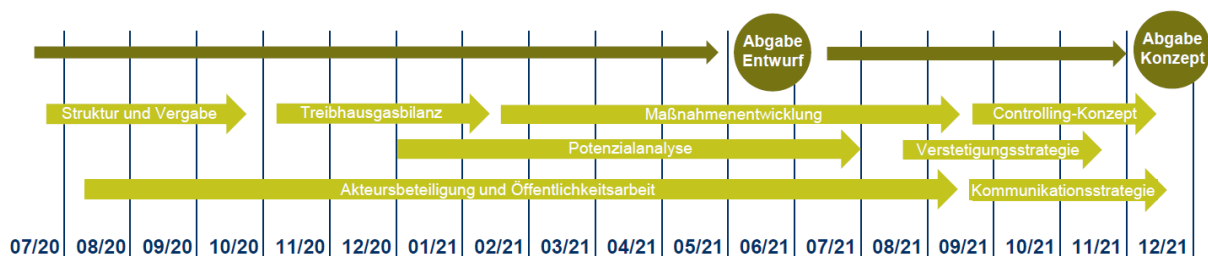 Abgabe
Entwurf
Abgabe
Konzept
Struktur und Vergabe
Treibhausgasbilanz
Maßnahmenentwicklung
Controlling-Konzept
Potenzialanalyse
Verstetigungsstrategie
Akteursbeteiligung und Öffentlichkeitsarbeit
Kommunikationsstrategie
07/20 08/20 09/20 10/20 11/20 12/20 01/21 02/21 03/21 04/21 05/21 06/21 07/21 08/21 09/21 10/21 11/21 12/21